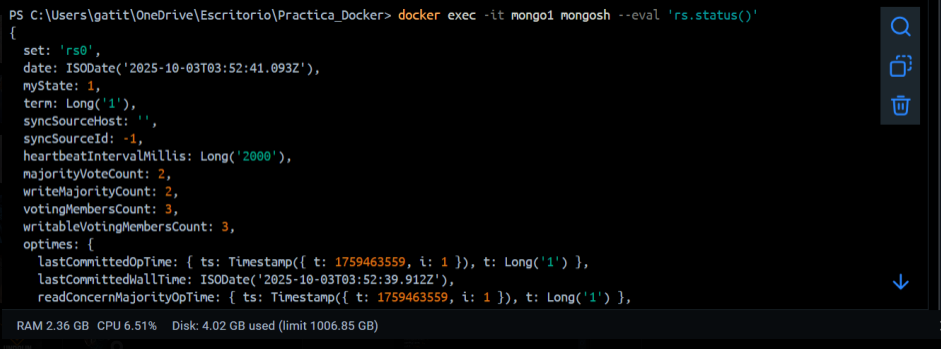 PS C:\Users\gatit\OneDrive\Escritorio\Practica_Docker> docker exec -it mongo1 mongosh --eval 'rs.status()'
{
  set: 'rs0',
  date: ISODate('2025-10-03T03:52:41.093Z'),
  myState: 1,
  term: Long('1'),
  syncSourceHost: '',
  syncSourceId: -1,
  heartbeatIntervalMillis: Long('2000'),
  majorityVoteCount: 2,
  writeMajorityCount: 2,
  votingMembersCount: 3,
  writableVotingMembersCount: 3,
  optimes: {
    lastCommittedOpTime: { ts: Timestamp({ t: 1759463559, i: 1 }), t: Long('1') },
    lastCommittedWallTime: ISODate('2025-10-03T03:52:39.912Z'),
    readConcernMajorityOpTime: { ts: Timestamp({ t: 1759463559, i: 1 }), t: Long('1') },
RAM 2.36 GB CPU 6.51% Disk: 4.02 GB used (limit 1006.85 GB)